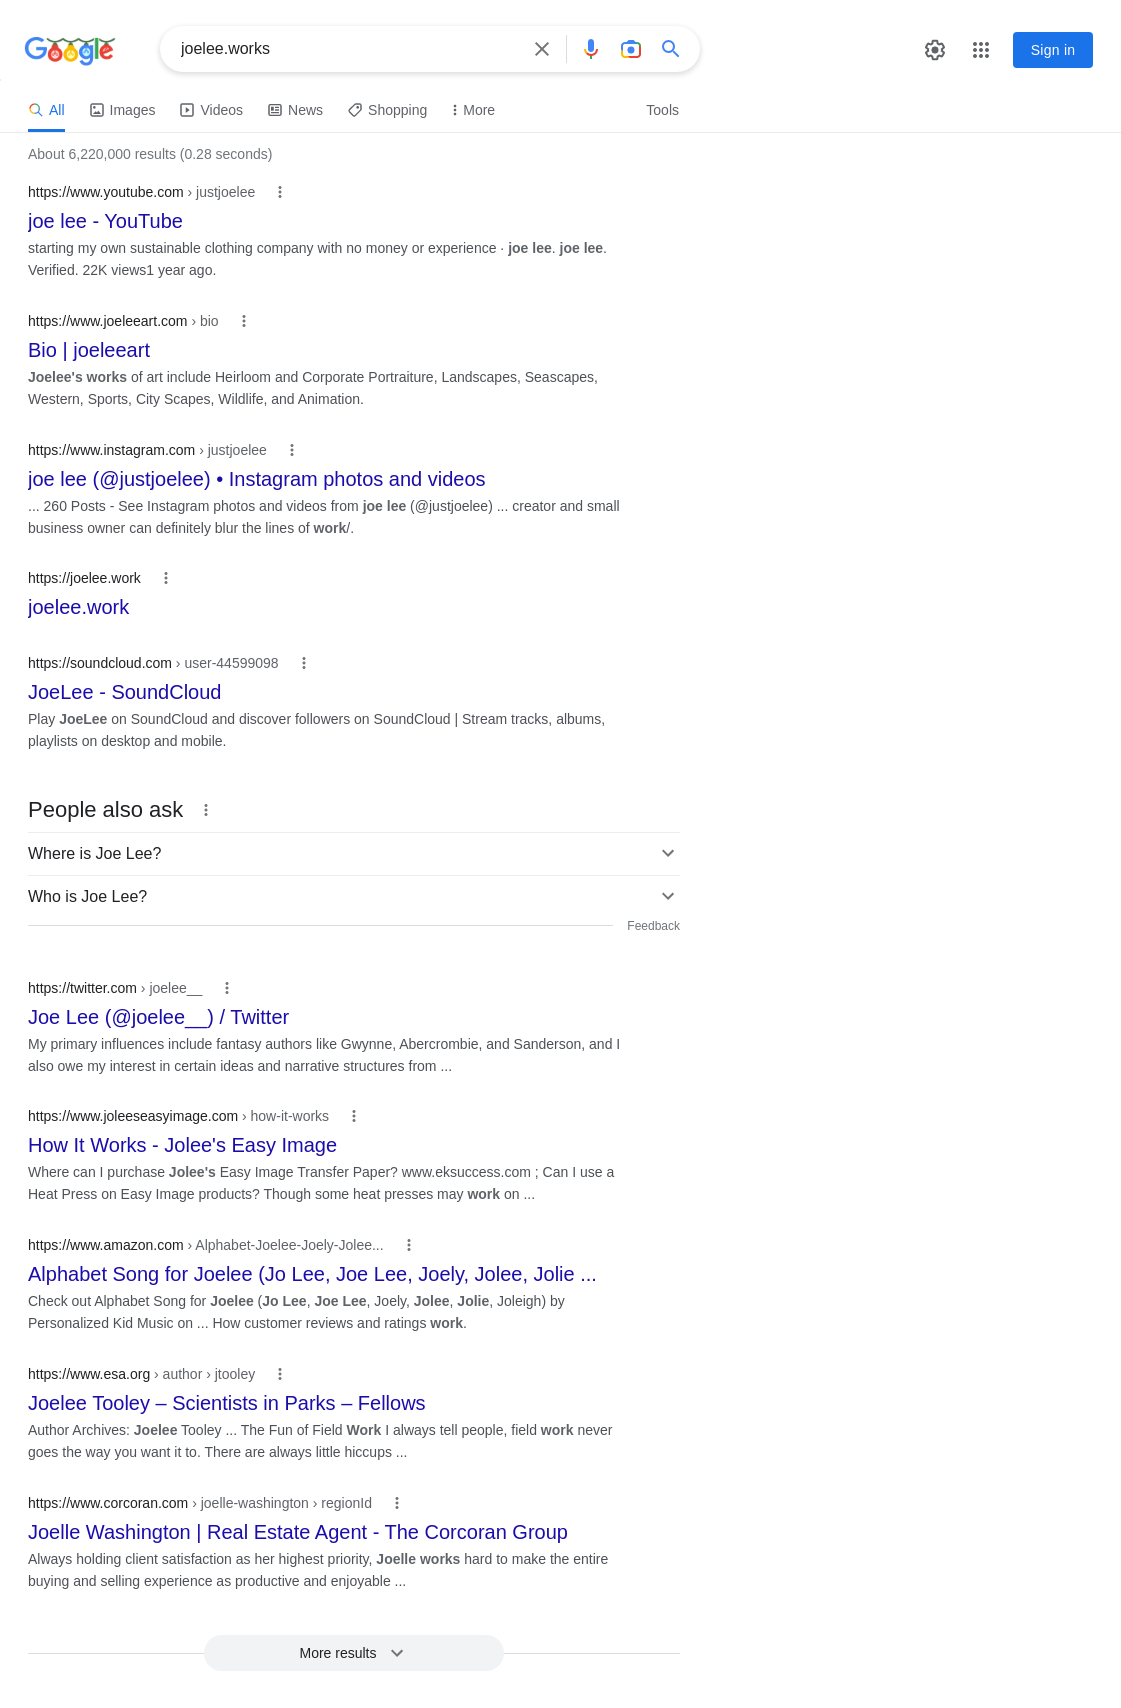 Google
joelee.works
Sign in
All Images Videos News Shopping More Tools
About 6,220,000 results (0.28 seconds)
https://www.youtube.com › justjoelee
joe lee - YouTube
starting my own sustainable clothing company with no money or experience · joe lee. joe lee.
Verified. 22K views1 year ago.
https://www.joeleeart.com › bio
Bio | joeleeart
Joelee's works of art include Heirloom and Corporate Portraiture, Landscapes, Seascapes,
Western, Sports, City Scapes, Wildlife, and Animation.
https://www.instagram.com › justjoelee
joe lee (@justjoelee) • Instagram photos and videos
... 260 Posts - See Instagram photos and videos from joe lee (@justjoelee) ... creator and small
business owner can definitely blur the lines of work/.
https://joelee.work
joelee.work
https://soundcloud.com › user-44599098
JoeLee - SoundCloud
Play JoeLee on SoundCloud and discover followers on SoundCloud | Stream tracks, albums,
playlists on desktop and mobile.
People also ask
Where is Joe Lee?
Who is Joe Lee?
Feedback
https://twitter.com › joelee__
Joe Lee (@joelee__) / Twitter
My primary influences include fantasy authors like Gwynne, Abercrombie, and Sanderson, and I
also owe my interest in certain ideas and narrative structures from ...
https://www.joleeseasyimage.com › how-it-works
How It Works - Jolee's Easy Image
Where can I purchase Jolee's Easy Image Transfer Paper? www.eksuccess.com ; Can I use a
Heat Press on Easy Image products? Though some heat presses may work on ...
https://www.amazon.com › Alphabet-Joelee-Joely-Jolee...
Alphabet Song for Joelee (Jo Lee, Joe Lee, Joely, Jolee, Jolie ...
Check out Alphabet Song for Joelee (Jo Lee, Joe Lee, Joely, Jolee, Jolie, Joleigh) by
Personalized Kid Music on ... How customer reviews and ratings work.
https://www.esa.org › author › jtooley
Joelee Tooley – Scientists in Parks – Fellows
Author Archives: Joelee Tooley ... The Fun of Field Work I always tell people, field work never
goes the way you want it to. There are always little hiccups ...
https://www.corcoran.com › joelle-washington › regionId
Joelle Washington | Real Estate Agent - The Corcoran Group
Always holding client satisfaction as her highest priority, Joelle works hard to make the entire
buying and selling experience as productive and enjoyable ...
More results